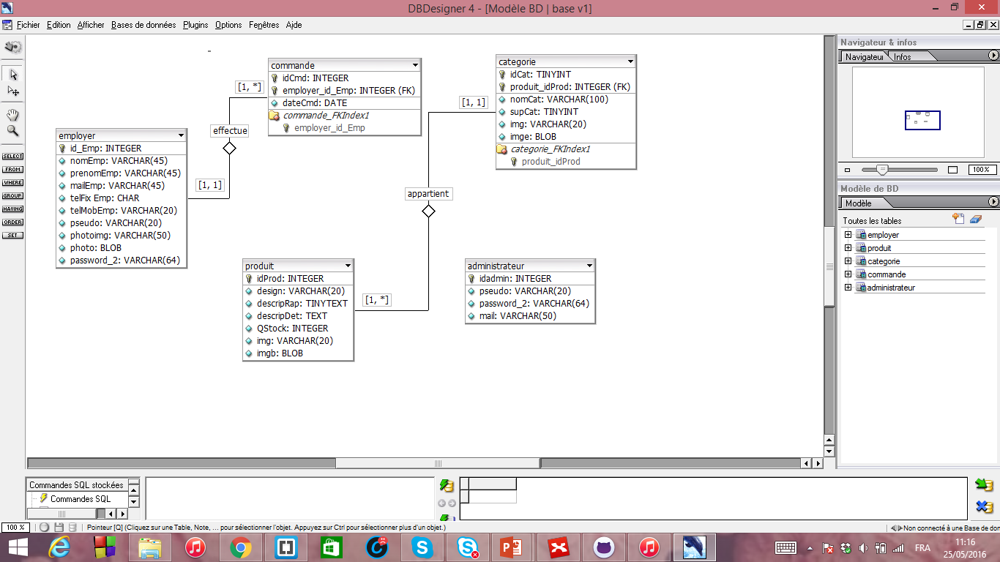 DBDesigner 4 - [Modèle BD | base v1]
Fichier Edition Afficher Bases de données Plugins Options Fenêtres Aide
SELECT
FROM
WHERE
GROUP
HAVING
ORDER
SET
commande
idCmd: INTEGER
employer_id_Emp: INTEGER (FK)
dateCmd: DATE
commande_FKIndex1
employer_id_Emp
[1, *]
effectue
[1, 1]
employer
id_Emp: INTEGER
nomEmp: VARCHAR(45)
prenomEmp: VARCHAR(45)
mailEmp: VARCHAR(45)
telFix Emp: CHAR
telMobEmp: VARCHAR(20)
pseudo: VARCHAR(20)
photoimg: VARCHAR(50)
photo: BLOB
password_2: VARCHAR(64)
categorie
idCat: TINYINT
produit_idProd: INTEGER (FK)
nomCat: VARCHAR(100)
supCat: TINYINT
img: VARCHAR(20)
imge: BLOB
categorie_FKIndex1
produit_idProd
[1, 1]
appartient
[1, *]
produit
idProd: INTEGER
design: VARCHAR(20)
descripRap: TINYTEXT
descripDet: TEXT
QStock: INTEGER
img: VARCHAR(20)
imgb: BLOB
administrateur
idadmin: INTEGER
pseudo: VARCHAR(20)
password_2: VARCHAR(64)
mail: VARCHAR(50)
Navigateur & infos
Navigateur Infos
100%
Modèle de BD
Modèle
Toutes les tables
employer
produit
categorie
commande
administrateur
Commandes SQL stockées
Commandes SQL
100 % Pointeur [Q] (Cliquez sur une Table, Note, ... pour sélectionner l'objet. Appuyez sur Ctrl pour sélectionner plus d'un objet.) Non connecté à une Base de don
FRA
11:16
25/05/2016